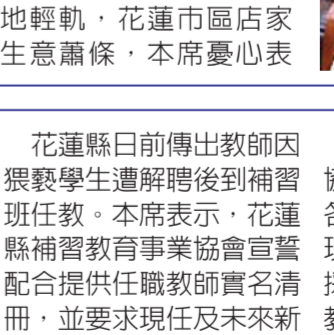 地輕軌，花蓮市區店家
生意蕭條，本席憂心表
花蓮縣日前傳出教師因
猥褻學生遭解聘後到補習
班任教。本席表示，花蓮
縣補習教育事業協會宣誓
配合提供任職教師實名清
冊，並要求現任及未來新